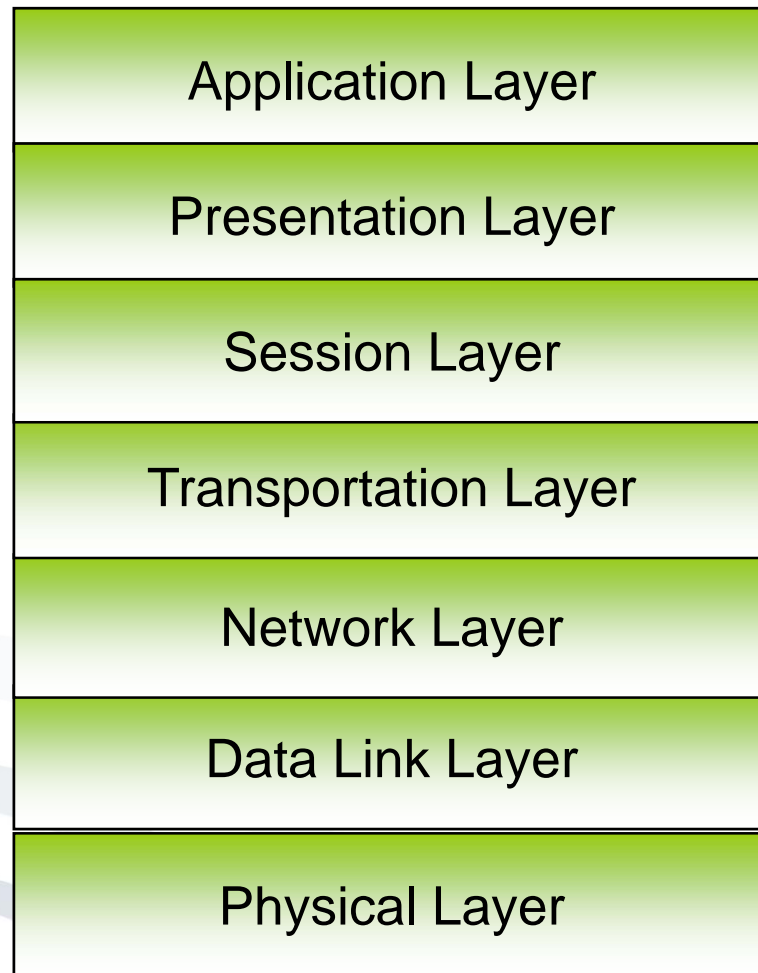 Application Layer
Presentation Layer
Session Layer
Transportation Layer
Network Layer
Data Link Layer
Physical Layer